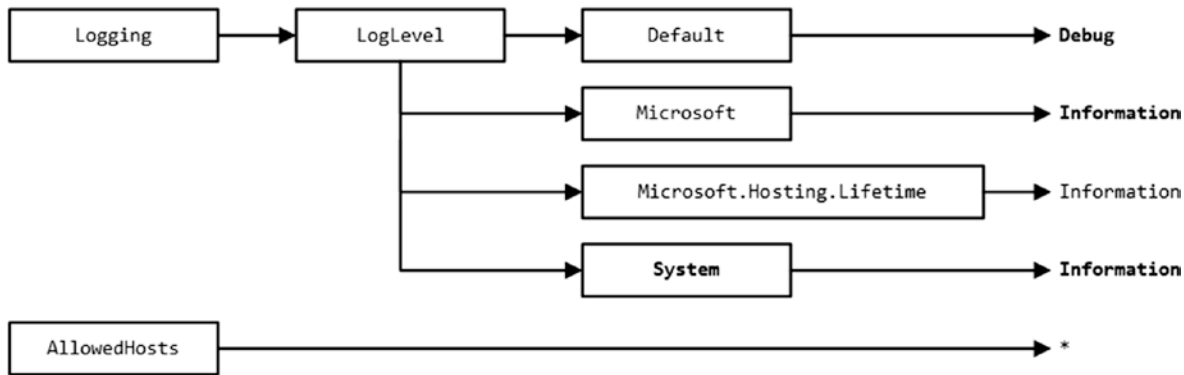 Logging LogLevel Default Debug
Microsoft Information
Microsoft.Hosting.Lifetime Information
System Information
AllowedHosts *